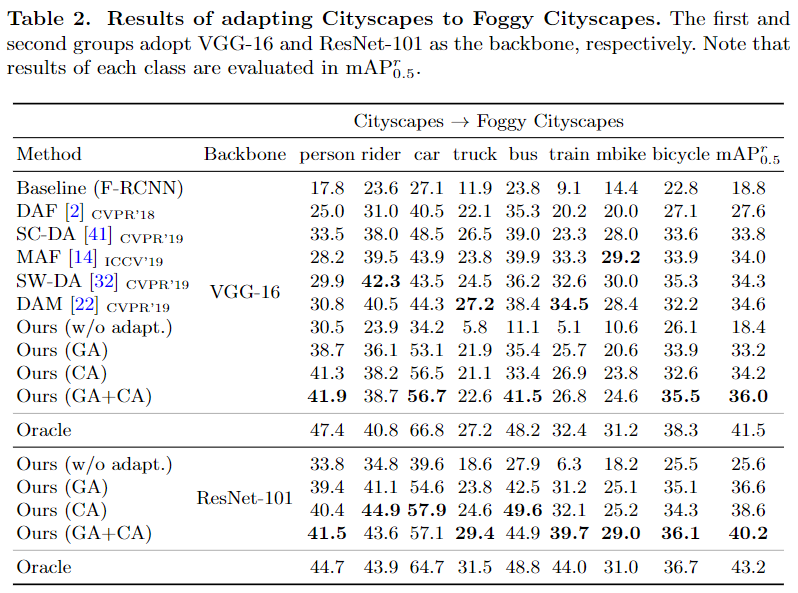 Table 2. Results of adapting Cityscapes to Foggy Cityscapes. The first and
second groups adopt VGG-16 and ResNet-101 as the backbone, respectively. Note that
results of each class are evaluated in mAP^r_0.5.
Cityscapes → Foggy Cityscapes
Method Backbone person rider car truck bus train mbike bicycle mAP^r_0.5
Baseline (F-RCNN) 17.8 23.6 27.1 11.9 23.8 9.1 14.4 22.8 18.8
DAF [2] CVPR'18 25.0 31.0 40.5 22.1 35.3 20.2 20.0 27.1 27.6
SC-DA [41] CVPR'19 33.5 38.0 48.5 26.5 39.0 23.3 28.0 33.6 33.8
MAF [14] ICCV'19 28.2 39.5 43.9 23.8 39.9 33.3 29.2 33.9 34.0
SW-DA [32] CVPR'19 29.9 42.3 43.5 24.5 36.2 32.6 30.0 35.3 34.3
VGG-16
DAM [22] CVPR'19 30.8 40.5 44.3 27.2 38.4 34.5 28.4 32.2 34.6
Ours (w/o adapt.) 30.5 23.9 34.2 5.8 11.1 5.1 10.6 26.1 18.4
Ours (GA) 38.7 36.1 53.1 21.9 35.4 25.7 20.6 33.9 33.2
Ours (CA) 41.3 38.2 56.5 21.1 33.4 26.9 23.8 32.6 34.2
Ours (GA+CA) 41.9 38.7 56.7 22.6 41.5 26.8 24.6 35.5 36.0
Oracle 47.4 40.8 66.8 27.2 48.2 32.4 31.2 38.3 41.5
Ours (w/o adapt.) 33.8 34.8 39.6 18.6 27.9 6.3 18.2 25.5 25.6
Ours (GA) 39.4 41.1 54.6 23.8 42.5 31.2 25.1 35.1 36.6
ResNet-101
Ours (CA) 40.4 44.9 57.9 24.6 49.6 32.1 25.2 34.3 38.6
Ours (GA+CA) 41.5 43.6 57.1 29.4 44.9 39.7 29.0 36.1 40.2
Oracle 44.7 43.9 64.7 31.5 48.8 44.0 31.0 36.7 43.2